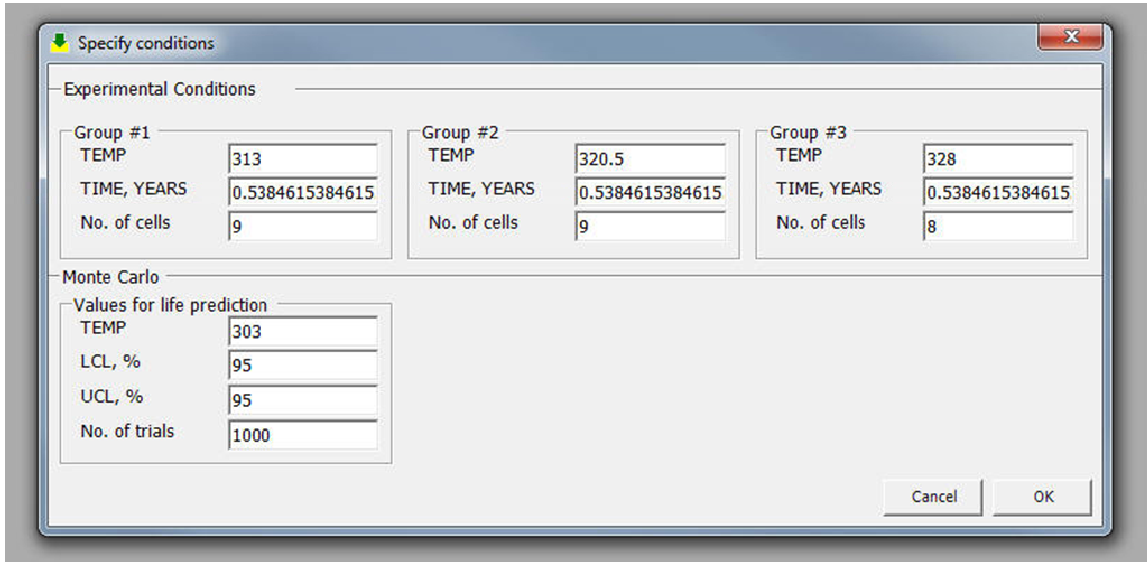 Specify conditions
Experimental Conditions
Group #1
TEMP 313
TIME, YEARS 0.5384615384615
No. of cells 9
Group #2
TEMP 320.5
TIME, YEARS 0.5384615384615
No. of cells 9
Group #3
TEMP 328
TIME, YEARS 0.5384615384615
No. of cells 8
Monte Carlo
Values for life prediction
TEMP 303
LCL, % 95
UCL, % 95
No. of trials 1000
Cancel OK